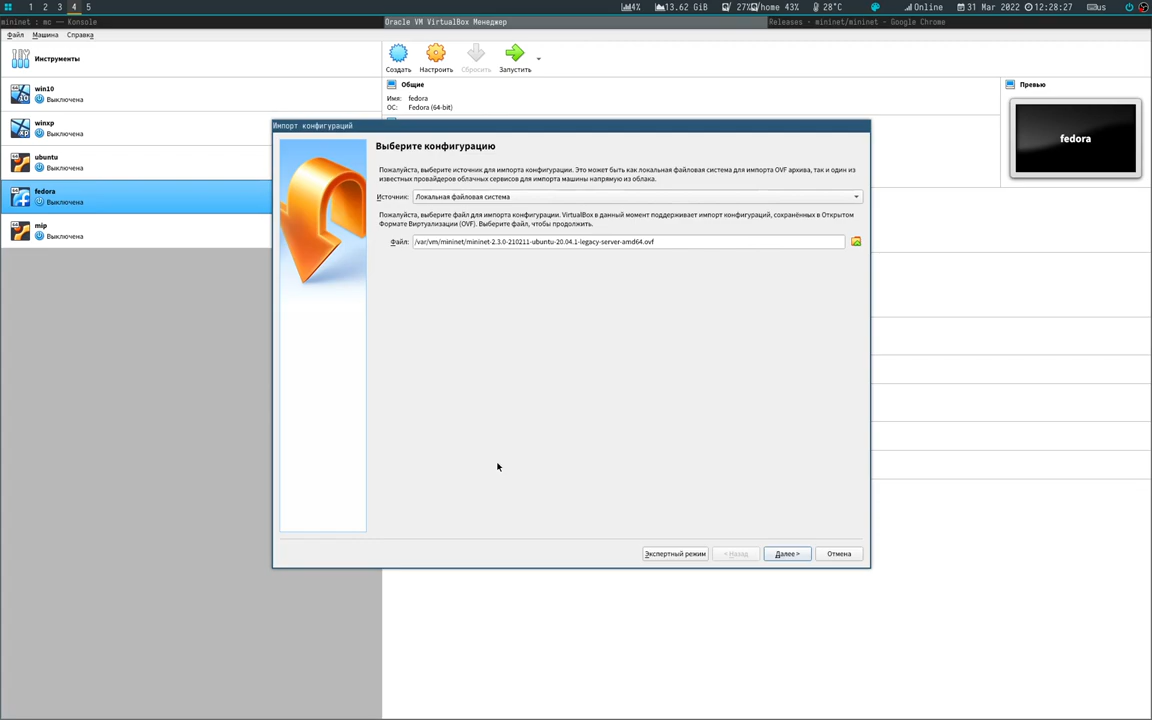 1 2 3 4 5
4% 13.62 GiB 27% /home 43% 28°C Online 31 Mar 2022 12:28:27 us
mininet : mc — Konsole
Oracle VM VirtualBox Менеджер
Releases · mininet/mininet - Google Chrome
Файл Машина Справка
Инструменты
win10
Выключена
winxp
Выключена
ubuntu
Выключена
fedora
Выключена
mip
Выключена
Создать Настроить Сбросить Запустить
Общие
Имя: fedora
ОС: Fedora (64-bit)
Превью
fedora
Импорт конфигураций
Выберите конфигурацию
Пожалуйста, выберите источник для импорта конфигурации. Это может быть как локальная файловая система для импорта OVF архива, так и один из
известных провайдеров облачных сервисов для импорта машины напрямую из облака.
Источник: Локальная файловая система
Пожалуйста, выберите файл для импорта конфигурации. VirtualBox в данный момент поддерживает импорт конфигураций, сохранённых в Открытом
Формате Виртуализации (OVF). Выберите файл, чтобы продолжить.
Файл: /var/vm/mininet/mininet-2.3.0-210211-ubuntu-20.04.1-legacy-server-amd64.ovf
Экспертный режим < Назад Далее > Отмена